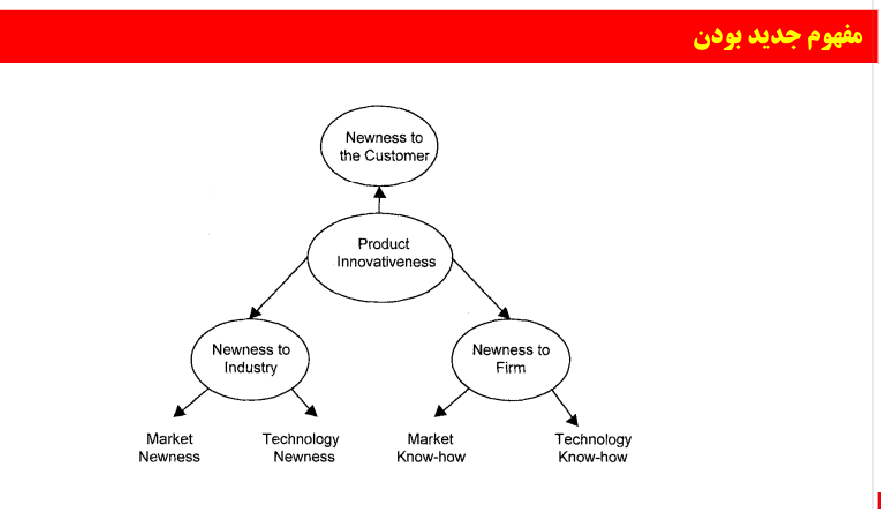 مفهوم جدید بودن
Newness to
the Customer
Product
Innovativeness
Newness to
Industry
Newness to
Firm
Market
Newness
Technology
Newness
Market
Know-how
Technology
Know-how